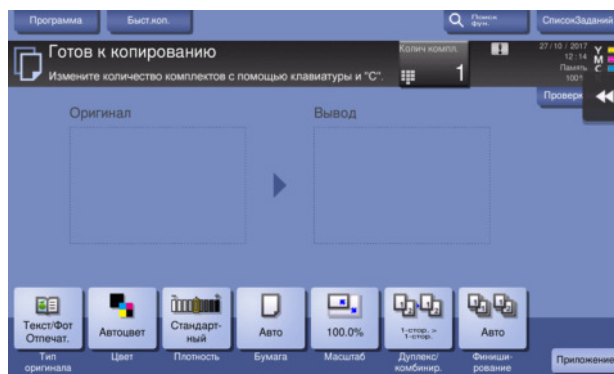 Программа
Быст.коп.
Поиск
фун.
СписокЗаданий
Готов к копированию
Измените количество комплектов с помощью клавиатуры и "C".
Колич компл.
1
27/10/2017
12:14
Память
100%
Y
M
C
Проверк
Оригинал
Вывод
Текст/Фот
Отпечат.
Автоцвет
Стандарт-
ный
Авто
100.0%
1-стор. >
1-стор.
Авто
Тип
оригинала
Цвет
Плотность
Бумага
Масштаб
Дуплекс/
комбинир.
Финиши-
рование
Приложение